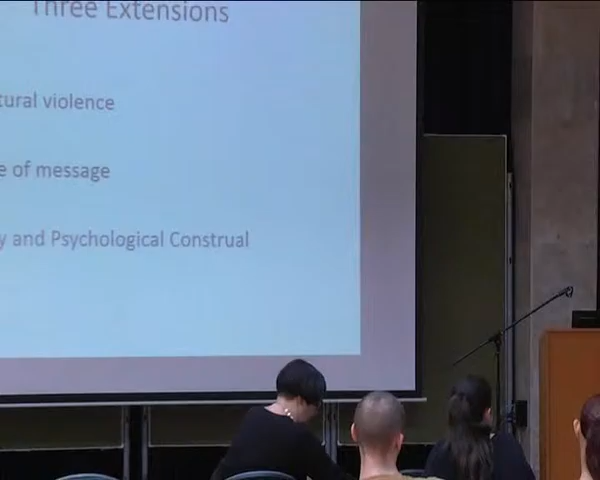 Three Extensions
tural violence
e of message
y and Psychological Construal